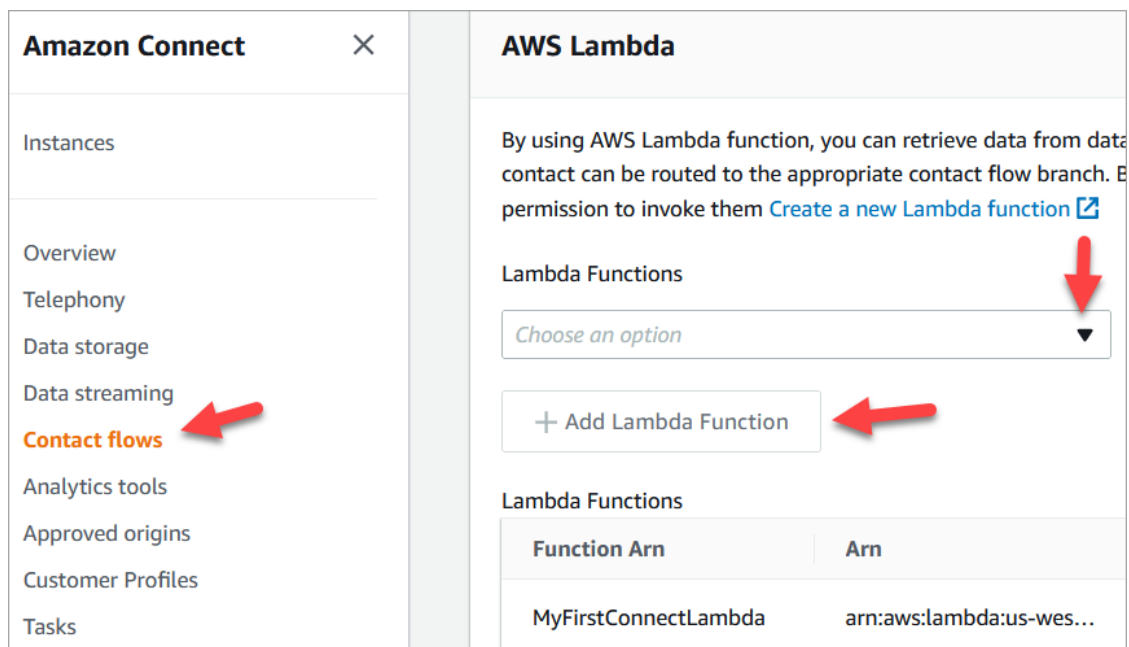 Amazon Connect
Instances
Overview
Telephony
Data storage
Data streaming
Contact flows
Analytics tools
Approved origins
Customer Profiles
Tasks
AWS Lambda
By using AWS Lambda function, you can retrieve data from data
contact can be routed to the appropriate contact flow branch. B
permission to invoke them Create a new Lambda function
Lambda Functions
Choose an option
+ Add Lambda Function
Lambda Functions
Function Arn Arn
MyFirstConnectLambda arn:aws:lambda:us-wes...